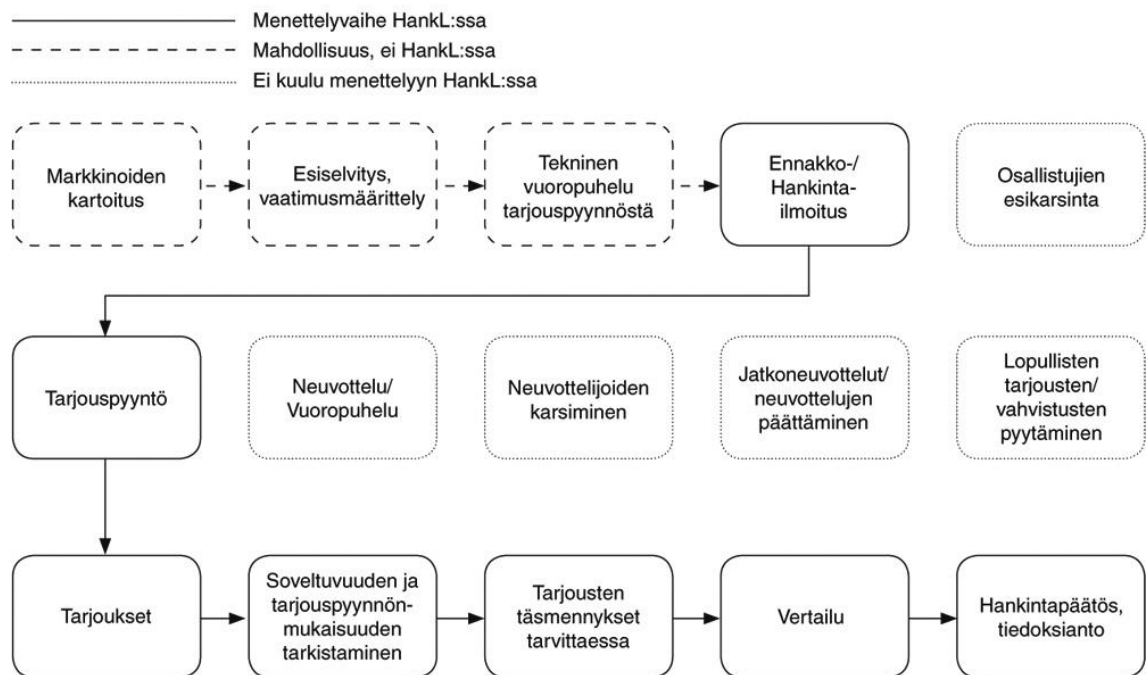 Menettelyvaihe HankL:ssa
Mahdollisuus, ei HankL:ssa
Ei kuulu menettelyyn HankL:ssa
Markkinoiden
kartoitus
Esiselvitys,
vaatimusmäärittely
Tekninen
vuoropuhelu
tarjouspyynnöstä
Ennakko-/
Hankinta-
ilmoitus
Osallistujien
esikarsinta
Tarjouspyyntö
Neuvottelu/
Vuoropuhelu
Neuvottelijoiden
karsiminen
Jatkoneuvottelut/
neuvottelujen
päättäminen
Lopullisten
tarjousten/
vahvistusten
pyytäminen
Tarjoukset
Soveltuvuuden ja
tarjouspyynnön-
mukaisuuden
tarkistaminen
Tarjousten
täsmennykset
tarvittaessa
Vertailu
Hankintapäätös,
tiedoksianto